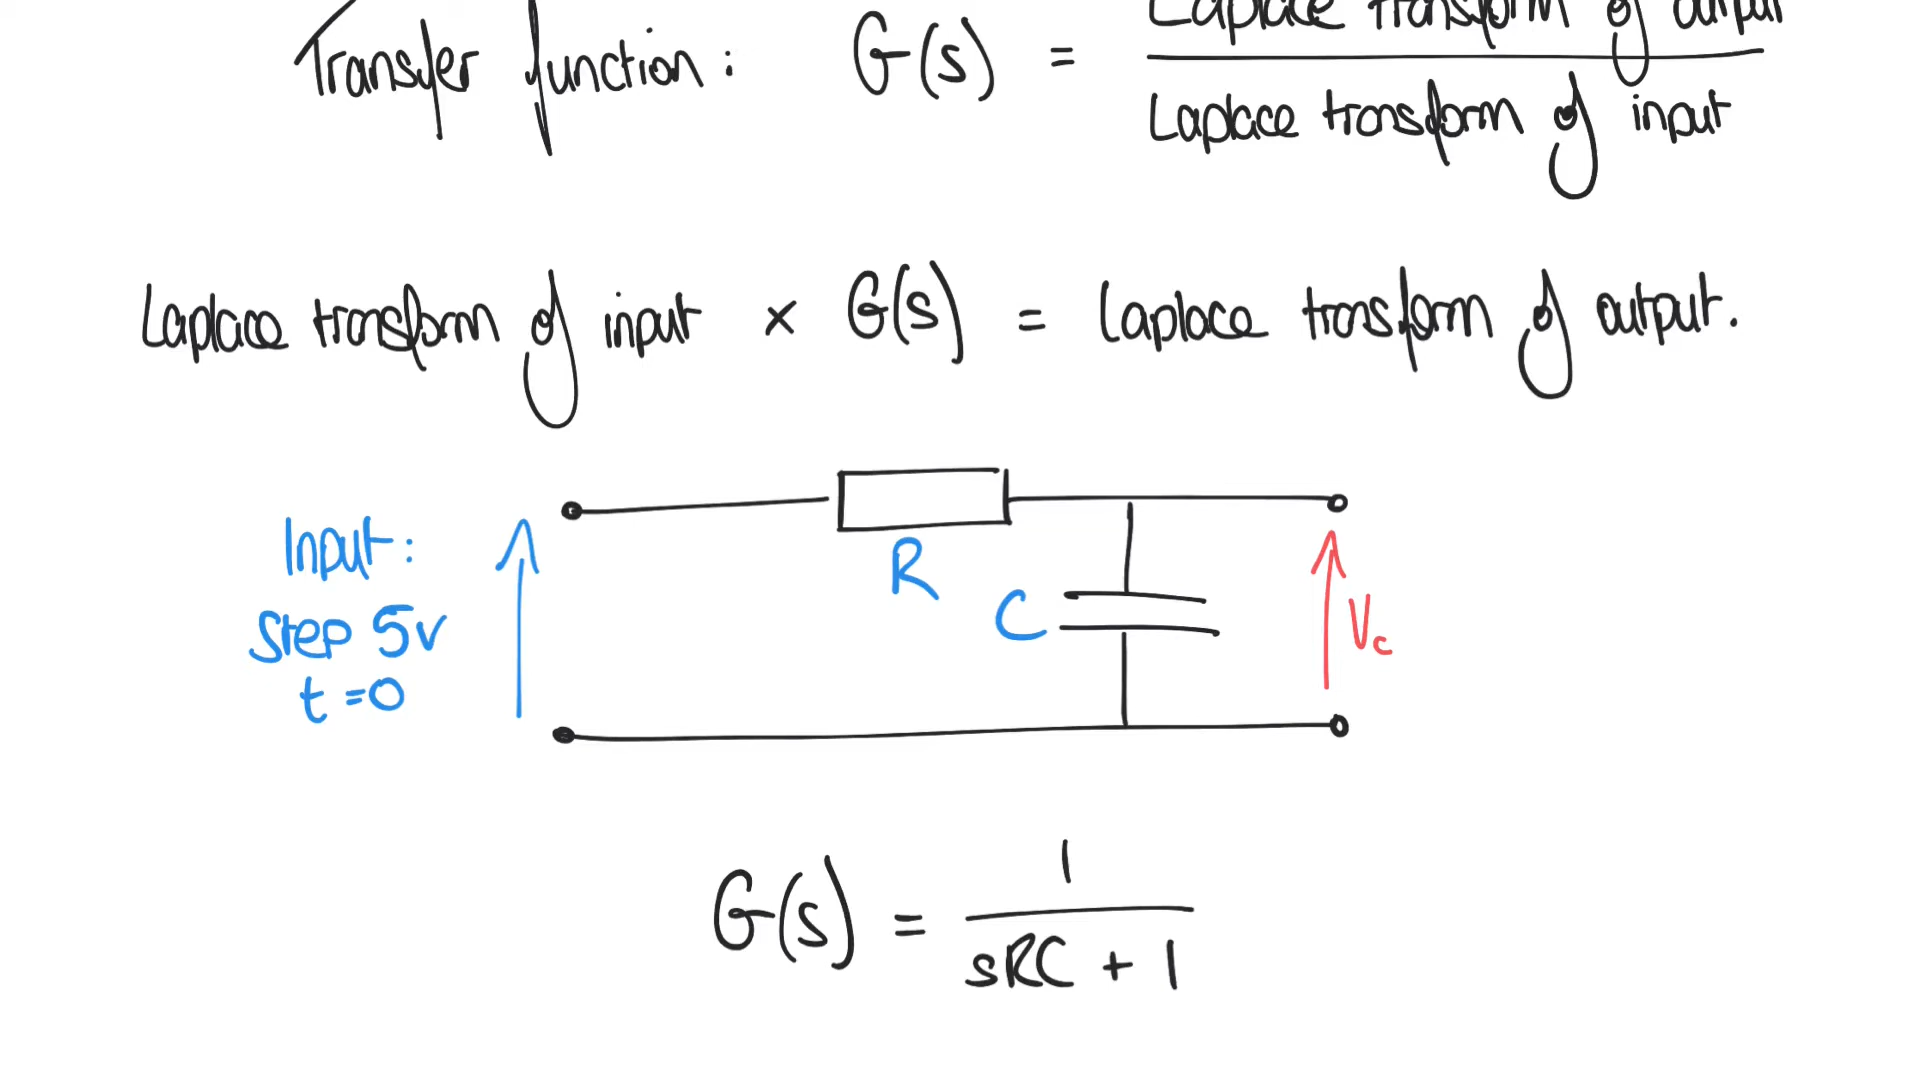 Laplace transform of output
Transfer function: G(s) =
Laplace transform of input
Laplace transform of input × G(s) = Laplace transform of output.
Input:
step 5v
t=0
R
C
Vc
1
G(s) =
sRC + 1